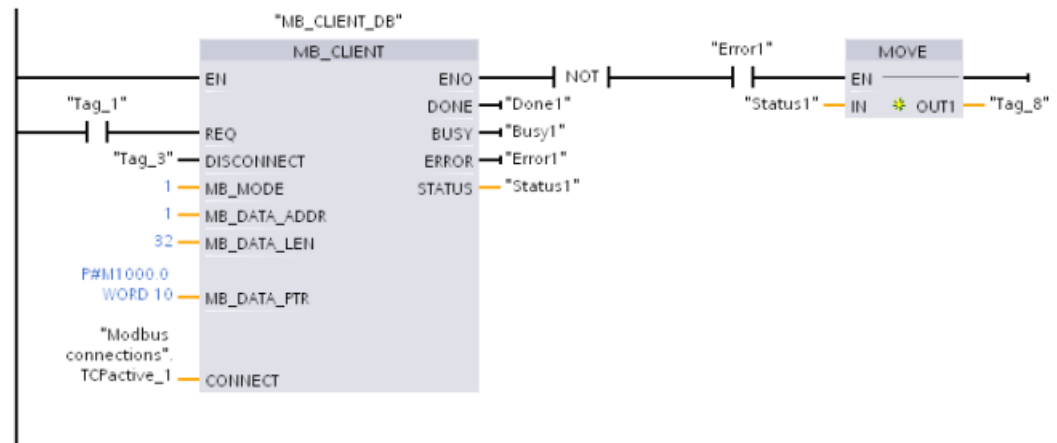 "MB_CLIENT_DB"
MB_CLIENT
"Error1"
MOVE
EN
ENO
NOT
EN
"Tag_1"
DONE
"Done1"
"Status1"
IN
OUT1
"Tag_8"
REQ
BUSY
"Busy1"
"Tag_3"
DISCONNECT
ERROR
"Error1"
1
MB_MODE
STATUS
"Status1"
1
MB_DATA_ADDR
32
MB_DATA_LEN
P#M1000.0
WORD 10
MB_DATA_PTR
"Modbus
connections".
TCPactive_1
CONNECT